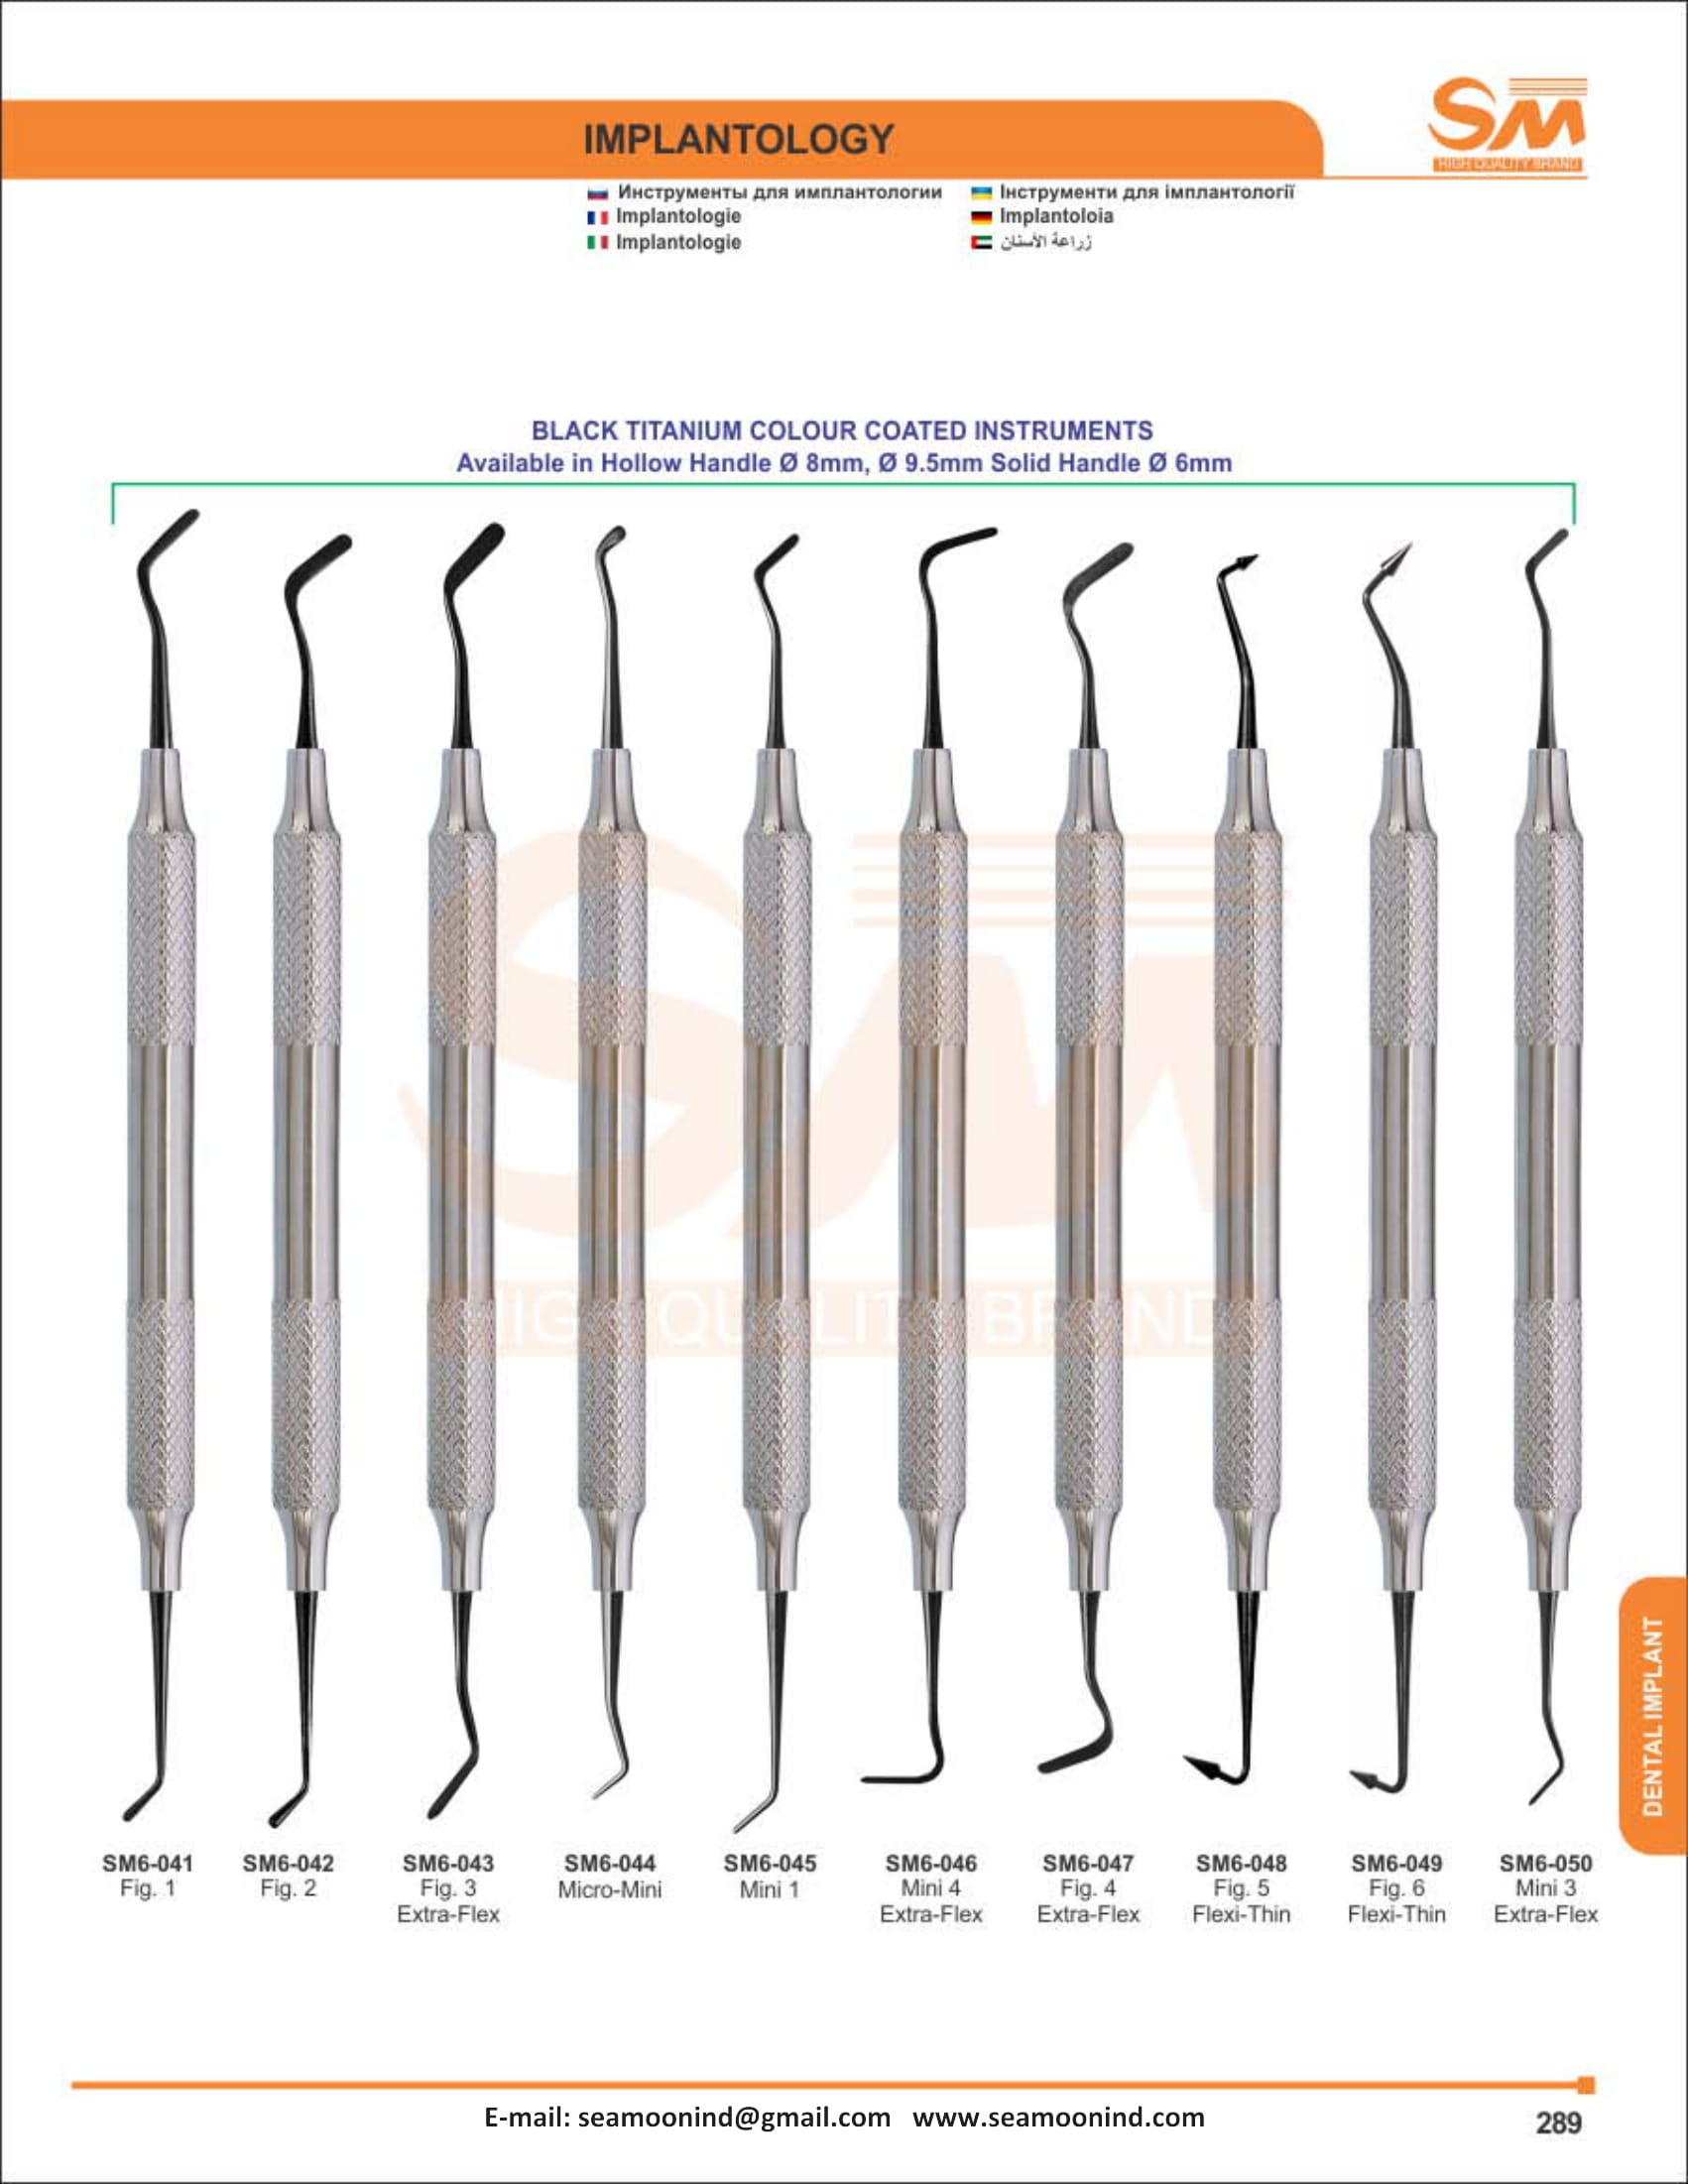 SM
HIGH QUALITY BRAND
IMPLANTOLOGY
Инструменты для имплантологии
Implantologie
Implantologie
Інструменти для імплантології
Implantoloia
زراعة الأسنان
BLACK TITANIUM COLOUR COATED INSTRUMENTS
Available in Hollow Handle Ø 8mm, Ø 9.5mm Solid Handle Ø 6mm
SM
HIGH QUALITY BRAND
SM6-041
Fig. 1
SM6-042
Fig. 2
SM6-043
Fig. 3
Extra-Flex
SM6-044
Micro-Mini
SM6-045
Mini 1
SM6-046
Mini 4
Extra-Flex
SM6-047
Fig. 4
Extra-Flex
SM6-048
Fig. 5
Flexi-Thin
SM6-049
Fig. 6
Flexi-Thin
SM6-050
Mini 3
Extra-Flex
DENTAL IMPLANT
E-mail: seamoonind@gmail.com www.seamoonind.com
289